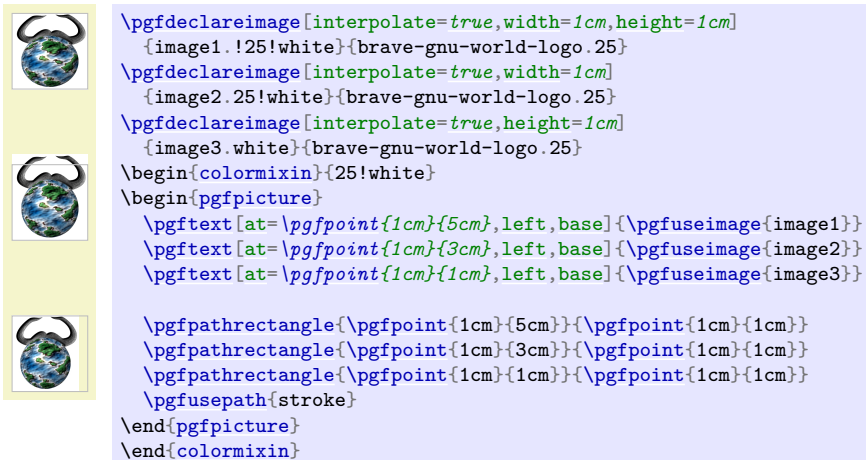 \pgfdeclareimage[interpolate=true,width=1cm,height=1cm]
  {image1.!25!white}{brave-gnu-world-logo.25}
\pgfdeclareimage[interpolate=true,width=1cm]
  {image2.25!white}{brave-gnu-world-logo.25}
\pgfdeclareimage[interpolate=true,height=1cm]
  {image3.white}{brave-gnu-world-logo.25}
\begin{colormixin}{25!white}
\begin{pgfpicture}
  \pgftext[at=\pgfpoint{1cm}{5cm},left,base]{\pgfuseimage{image1}}
  \pgftext[at=\pgfpoint{1cm}{3cm},left,base]{\pgfuseimage{image2}}
  \pgftext[at=\pgfpoint{1cm}{1cm},left,base]{\pgfuseimage{image3}}

  \pgfpathrectangle{\pgfpoint{1cm}{5cm}}{\pgfpoint{1cm}{1cm}}
  \pgfpathrectangle{\pgfpoint{1cm}{3cm}}{\pgfpoint{1cm}{1cm}}
  \pgfpathrectangle{\pgfpoint{1cm}{1cm}}{\pgfpoint{1cm}{1cm}}
  \pgfusepath{stroke}
\end{pgfpicture}
\end{colormixin}